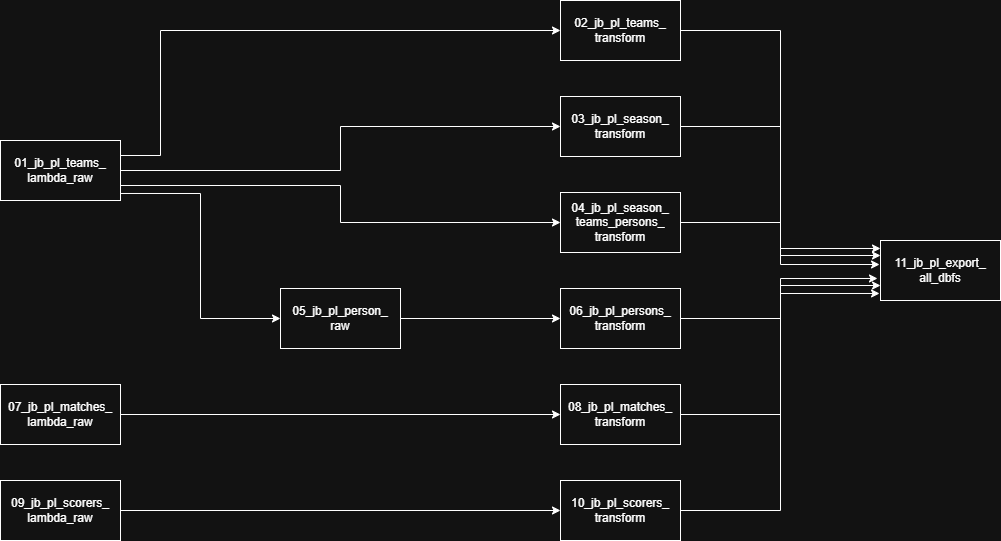 02_jb_pl_teams_
transform
03_jb_pl_season_
transform
01_jb_pl_teams_
lambda_raw
04_jb_pl_season_
teams_persons_
transform
11_jb_pl_export_
all_dbfs
05_jb_pl_person_
raw
06_jb_pl_persons_
transform
07_jb_pl_matches_
lambda_raw
08_jb_pl_matches_
transform
09_jb_pl_scorers_
lambda_raw
10_jb_pl_scorers_
transform